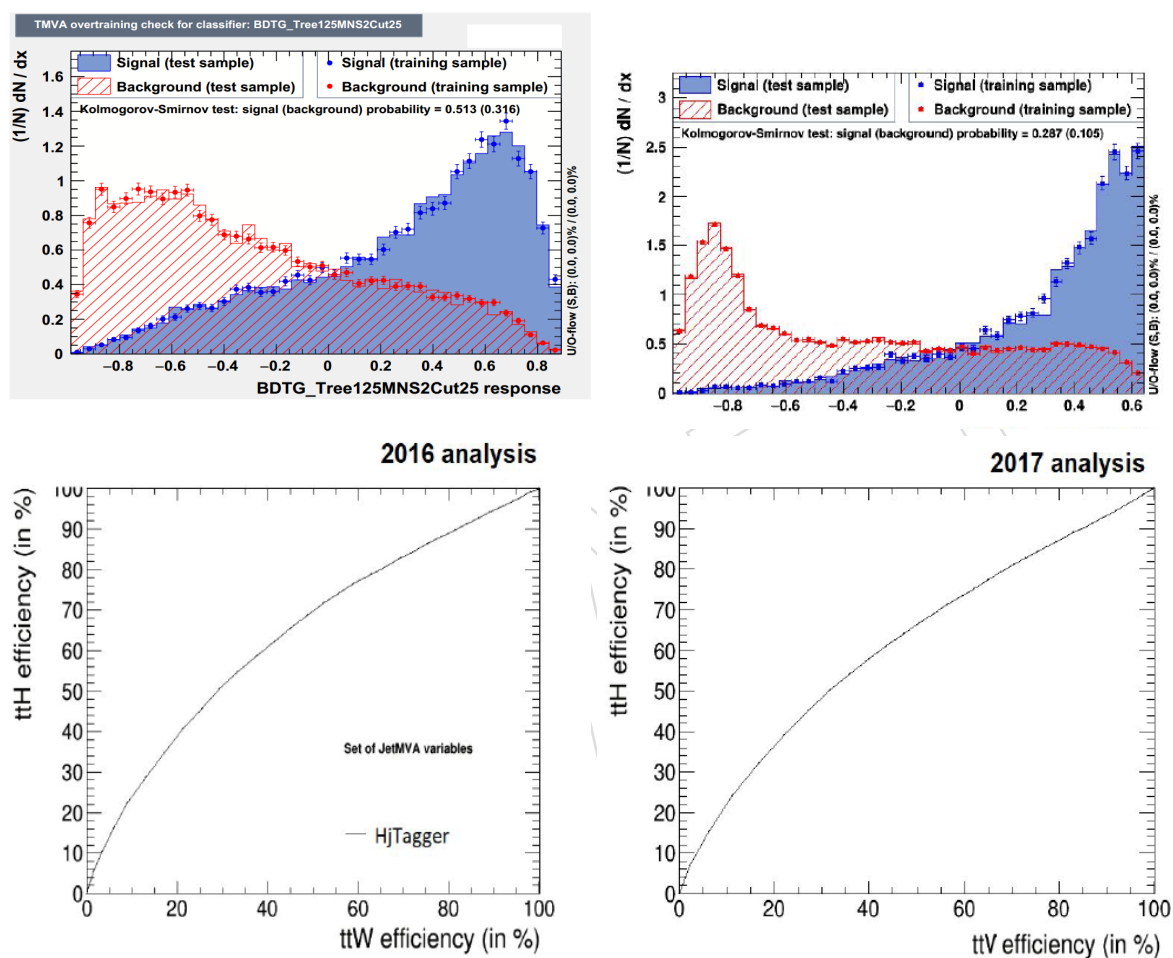 TMVA overtraining check for classifier: BDTG_Tree125MNS2Cut25
(1/N) dN / dx
Signal (test sample)
Background (test sample)
Signal (training sample)
Background (training sample)
Kolmogorov-Smirnov test: signal (background) probability = 0.513 (0.316)
1.6
1.4
1.2
1
0.8
0.6
0.4
0.2
0
−0.8 −0.6 −0.4 −0.2 0 0.2 0.4 0.6 0.8
BDTG_Tree125MNS2Cut25 response
U/O-flow (S,B): (0.0, 0.0)% / (0.0, 0.0)%
(1/N) dN / dx
Signal (test sample)
Background (test sample)
Signal (training sample)
Background (training sample)
Kolmogorov-Smirnov test: signal (background) probability = 0.287 (0.105)
3
2.5
2
1.5
1
0.5
0
−0.8 −0.6 −0.4 −0.2 0 0.2 0.4 0.6
U/O-flow (S,B): (0.0, 0.0)% / (0.0, 0.0)%
2016 analysis
ttH efficiency (in %)
100
90
80
70
60
50
40
30
20
10
0
Set of JetMVA variables
HjTagger
0 20 40 60 80 100
ttW efficiency (in %)
2017 analysis
ttH efficiency (in %)
100
90
80
70
60
50
40
30
20
10
0
0 20 40 60 80 100
ttV efficiency (in %)